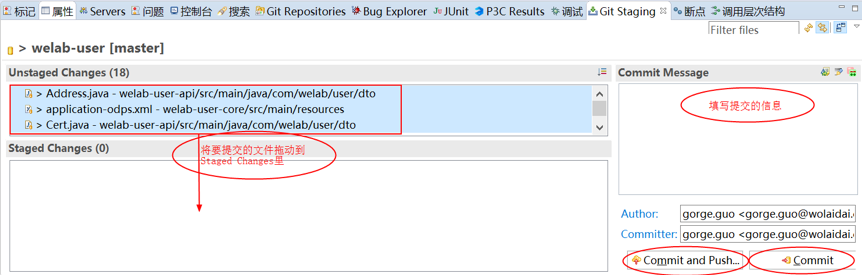 标记 属性 Servers 问题 控制台 搜索 Git Repositories Bug Explorer JUnit P3C Results 调试 Git Staging 断点 调用层次结构
Filter files
> welab-user [master]
Unstaged Changes (18)
> Address.java - welab-user-api/src/main/java/com/welab/user/dto
> application-odps.xml - welab-user-core/src/main/resources
> Cert.java - welab-user-api/src/main/java/com/welab/user/dto
将要提交的文件拖动到
Staged Changes里
Staged Changes (0)
Commit Message
填写提交的信息
Author: gorge.guo <gorge.guo@wolaidai.
Committer: gorge.guo <gorge.guo@wolaidai.
Commit and Push... Commit